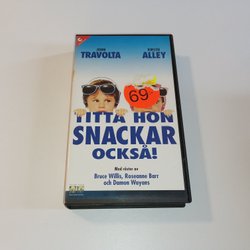 JOHN KIRSTIE
TRAVOLTA ALLEY
69
TITTA HON
SNACKAR
OCKSÅ!
Med röster av
Bruce Willis, Roseanne Barr
och Damon Wayans